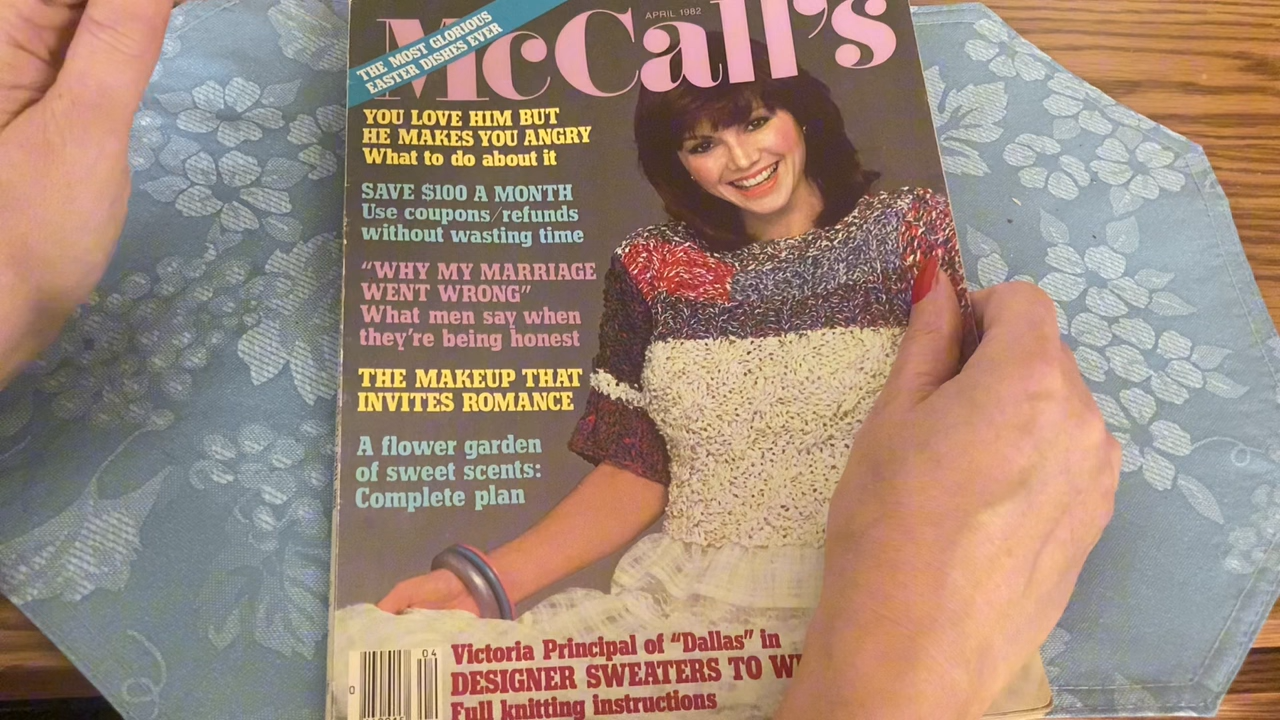 THE MOST GLORIOUS
EASTER DISHES EVER
APRIL 1982
McCall's
YOU LOVE HIM BUT
HE MAKES YOU ANGRY
What to do about it
SAVE $100 A MONTH
Use coupons/refunds
without wasting time
"WHY MY MARRIAGE
WENT WRONG"
What men say when
they're being honest
THE MAKEUP THAT
INVITES ROMANCE
A flower garden
of sweet scents:
Complete plan
04
0
Victoria Principal of "Dallas" in
DESIGNER SWEATERS TO
Full knitting instructions